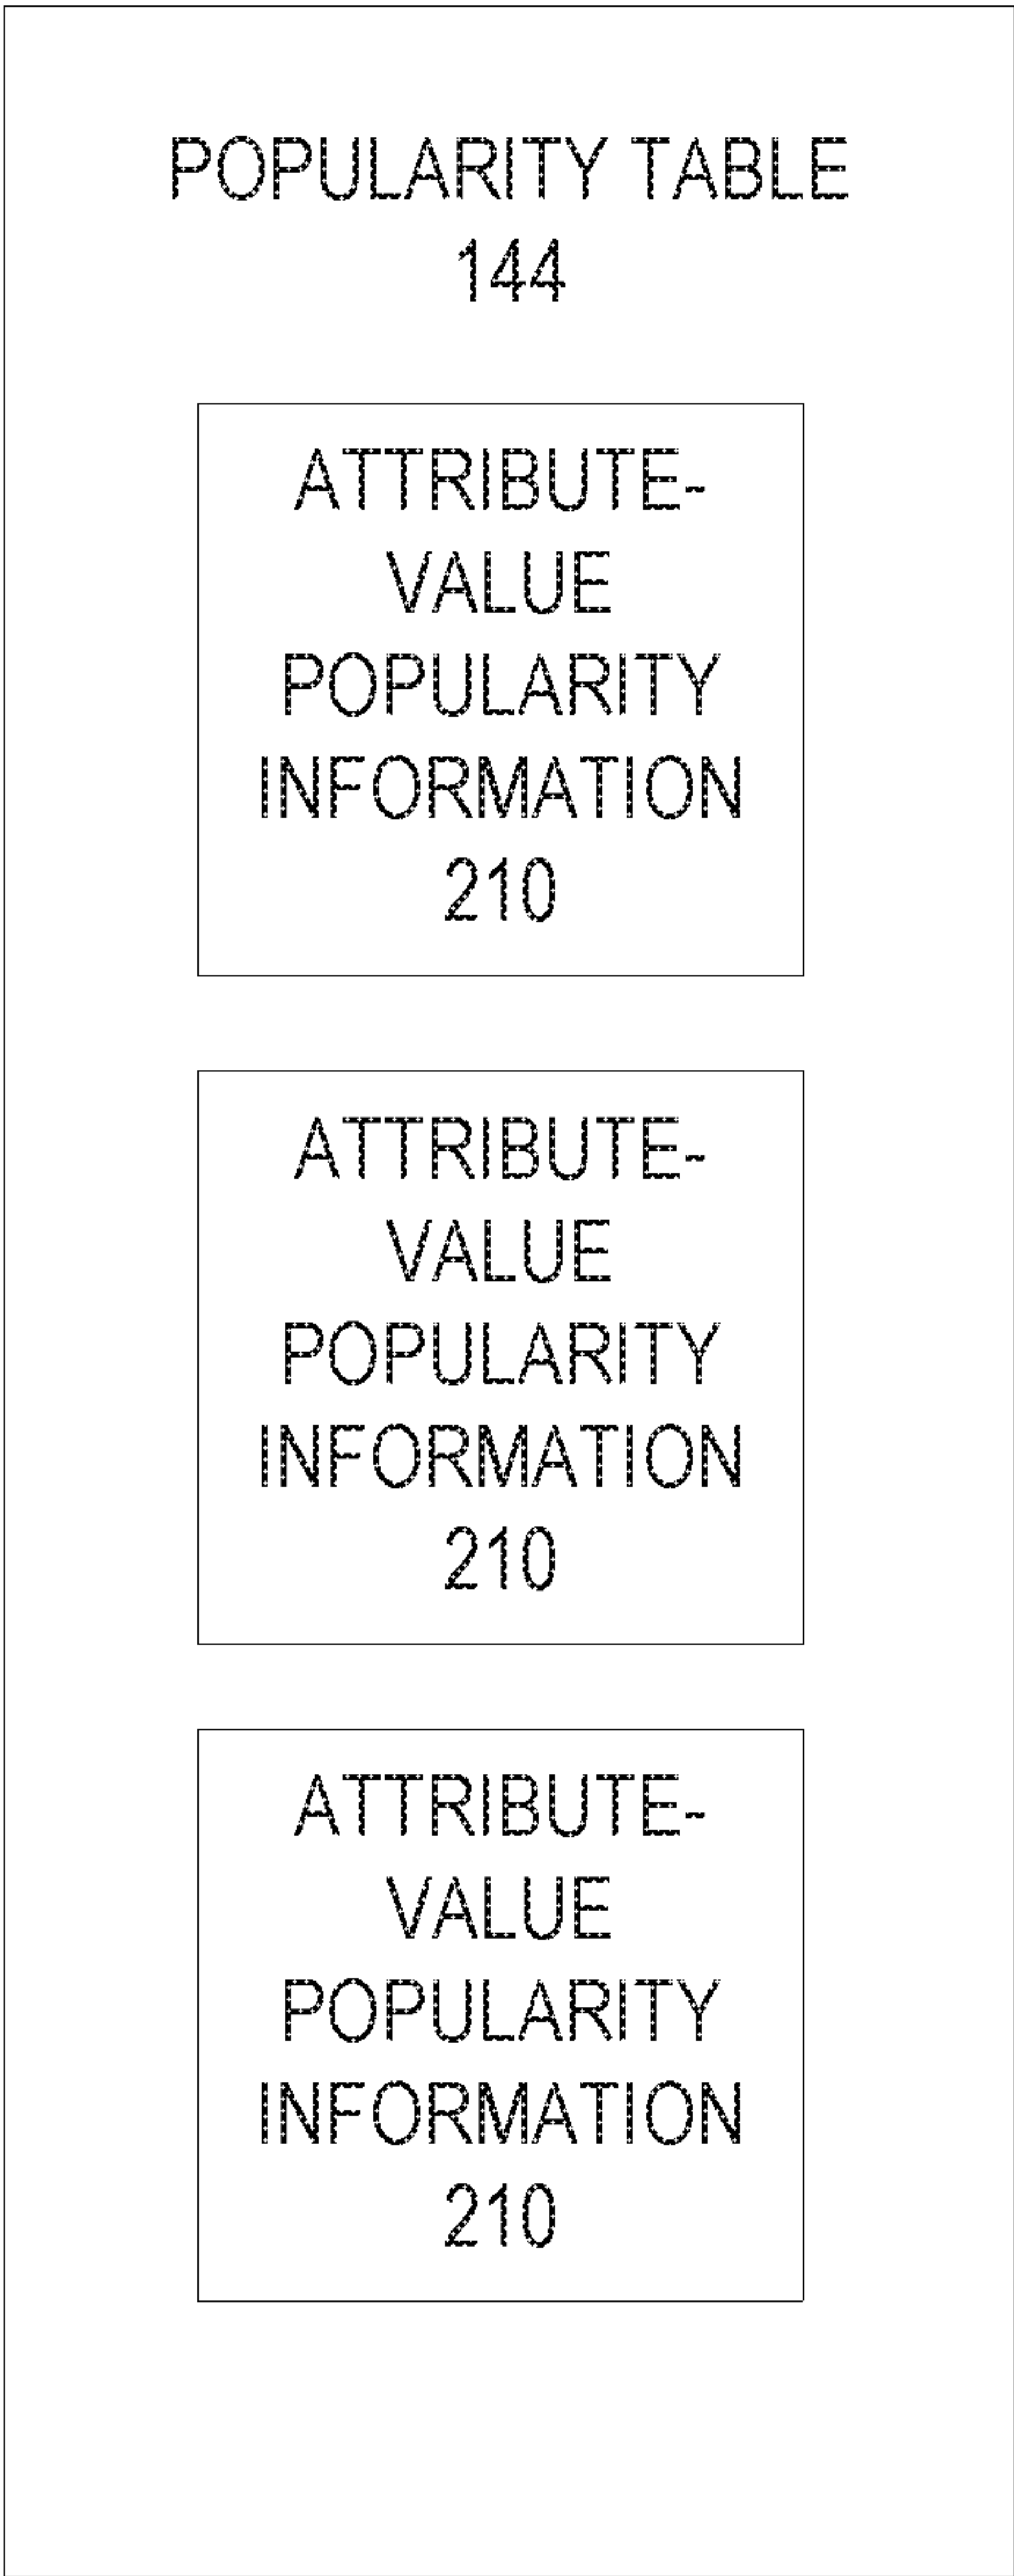 POPULARITY TABLE
144
ATTRIBUTE-
VALUE
POPULARITY
INFORMATION
210
ATTRIBUTE-
VALUE
POPULARITY
INFORMATION
210
ATTRIBUTE-
VALUE
POPULARITY
INFORMATION
210